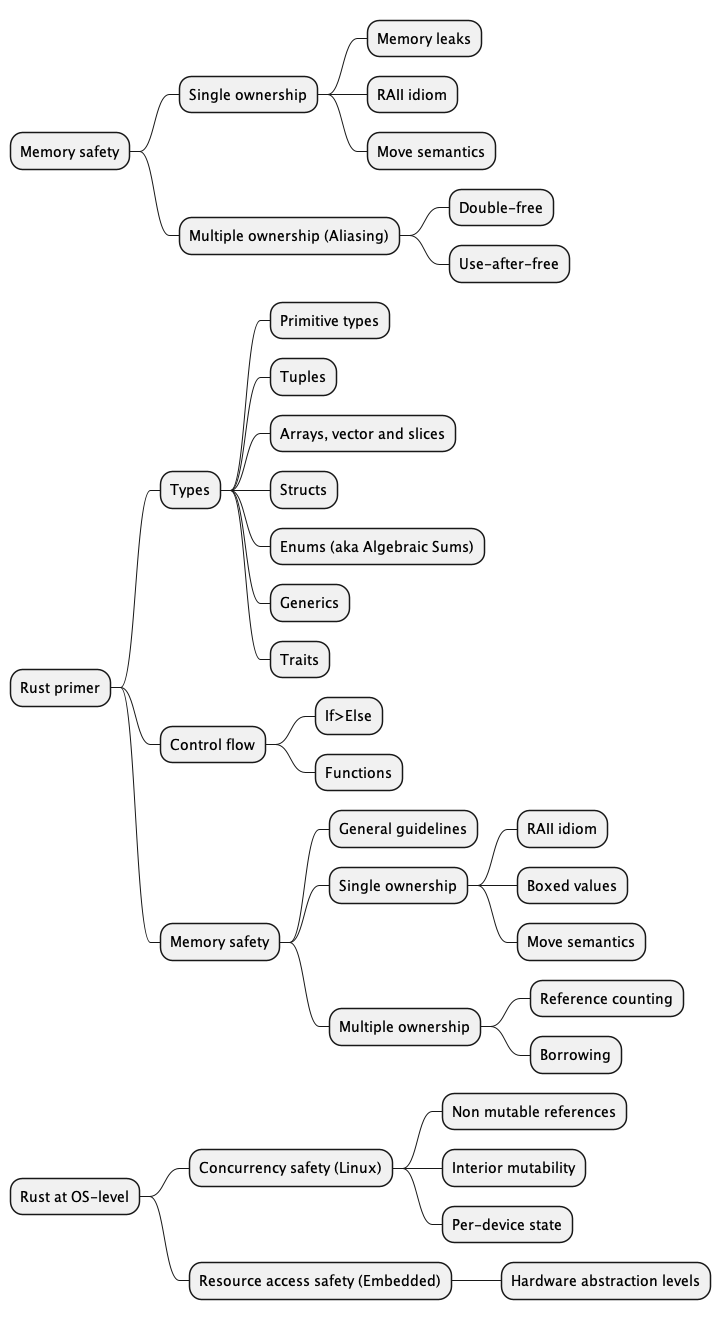 Memory safety
Single ownership
Memory leaks
RAII idiom
Move semantics
Multiple ownership (Aliasing)
Double-free
Use-after-free
Rust primer
Types
Primitive types
Tuples
Arrays, vector and slices
Structs
Enums (aka Algebraic Sums)
Generics
Traits
Control flow
If>Else
Functions
Memory safety
General guidelines
Single ownership
RAII idiom
Boxed values
Move semantics
Multiple ownership
Reference counting
Borrowing
Rust at OS-level
Concurrency safety (Linux)
Non mutable references
Interior mutability
Per-device state
Resource access safety (Embedded)
Hardware abstraction levels